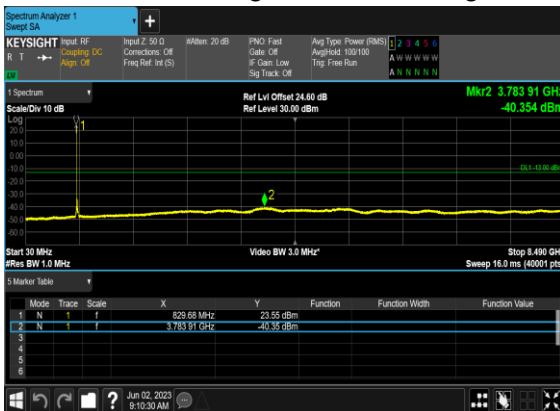 Spectrum Analyzer 1
Swept SA
KEYSIGHT Input: RF Input Z: 50 Ω #Atten: 20 dB PNO: Fast Avg Type: Power (RMS) 1 2 3 4 5 6
R T Coupling: DC Corrections: Off Gate: Off Avg|Hold: 100/100 A W W W W W
Align: Off Freq Ref: Int (S) IF Gain: Low Trig: Free Run
Sig Track: Off A N N N N N
1 Spectrum Ref Lvl Offset 24.60 dB Mkr2 3.783 91 GHz
Scale/Div 10 dB Ref Level 30.00 dBm -40.354 dBm
Log
20.0
10.0
0.00
-10.0
-20.0
-30.0
-40.0
-50.0
-60.0
1
DL1 -13.00 dBm
2
Start 30 MHz Video BW 3.0 MHz* Stop 8.490 GHz
#Res BW 1.0 MHz Sweep 16.0 ms (40001 pts)
5 Marker Table
Mode Trace Scale X Y Function Function Width Function Value
1 N 1 f 829.68 MHz 23.55 dBm
2 N 1 f 3.783 91 GHz -40.35 dBm
3
4
5
6
? Jun 02, 2023
9:10:30 AM